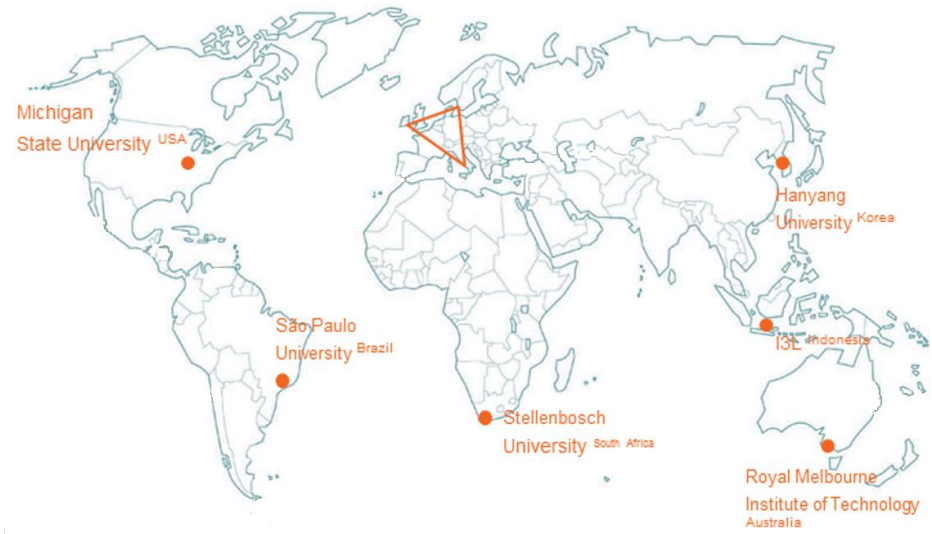 Michigan
State University USA
Hanyang
University Korea
São Paulo
University Brazil
I3L Indonesia
Stellenbosch
University South Africa
Royal Melbourne
Institute of Technology
Australia